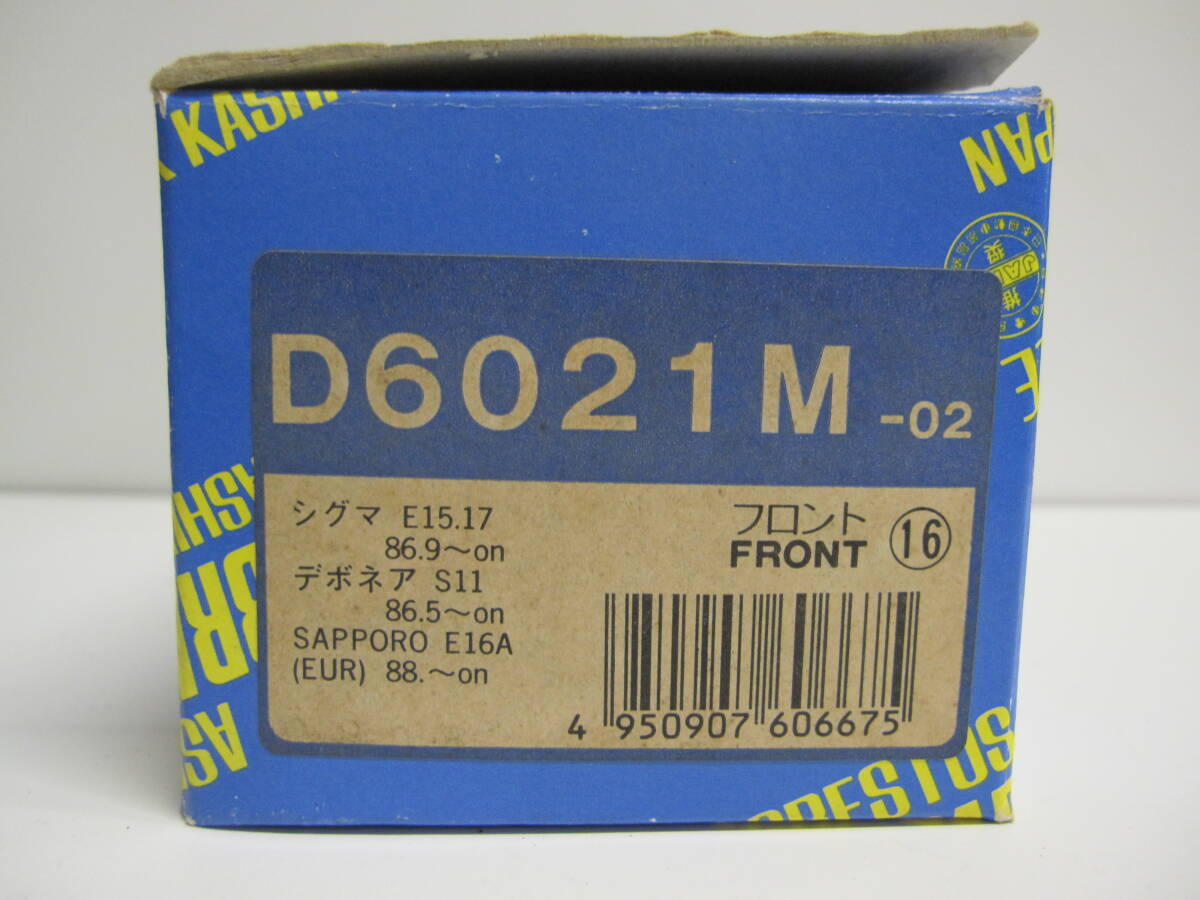 KASHI
PAN
D6021M -02
シグマ E15.17
86.9〜on
デボネア S11
86.5〜on
SAPPORO E16A
(EUR) 88.〜on
フロント
FRONT 16
4 950907 606675